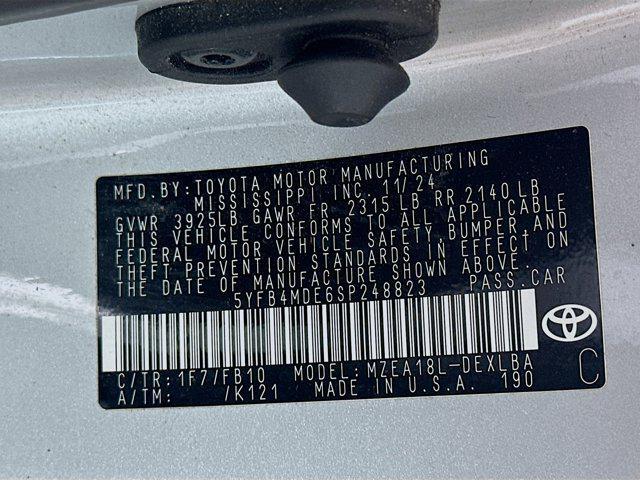 MFD.BY:TOYOTA MOTOR MANUFACTURING
MISSISSIPPI, INC. 11/24
GVWR 3925LB GAWR FR 2315 LB RR 2140 LB
THIS VEHICLE CONFORMS TO ALL APPLICABLE
FEDERAL MOTOR VEHICLE SAFETY, BUMPER, AND
THEFT PREVENTION STANDARDS IN EFFECT ON
THE DATE OF MANUFACTURE SHOWN ABOVE.
5YFB4MDE6SP248823 PASS.CAR
C/TR:1F7/FB10 MODEL:MZEA18L-DEXLBA
A/TM: /K121 MADE IN U.S.A. 190 C